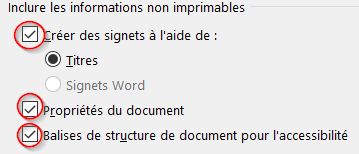 Inclure les informations non imprimables
Créer des signets à l'aide de :
Titres
Signets Word
Propriétés du document
Balises de structure de document pour l'accessibilité